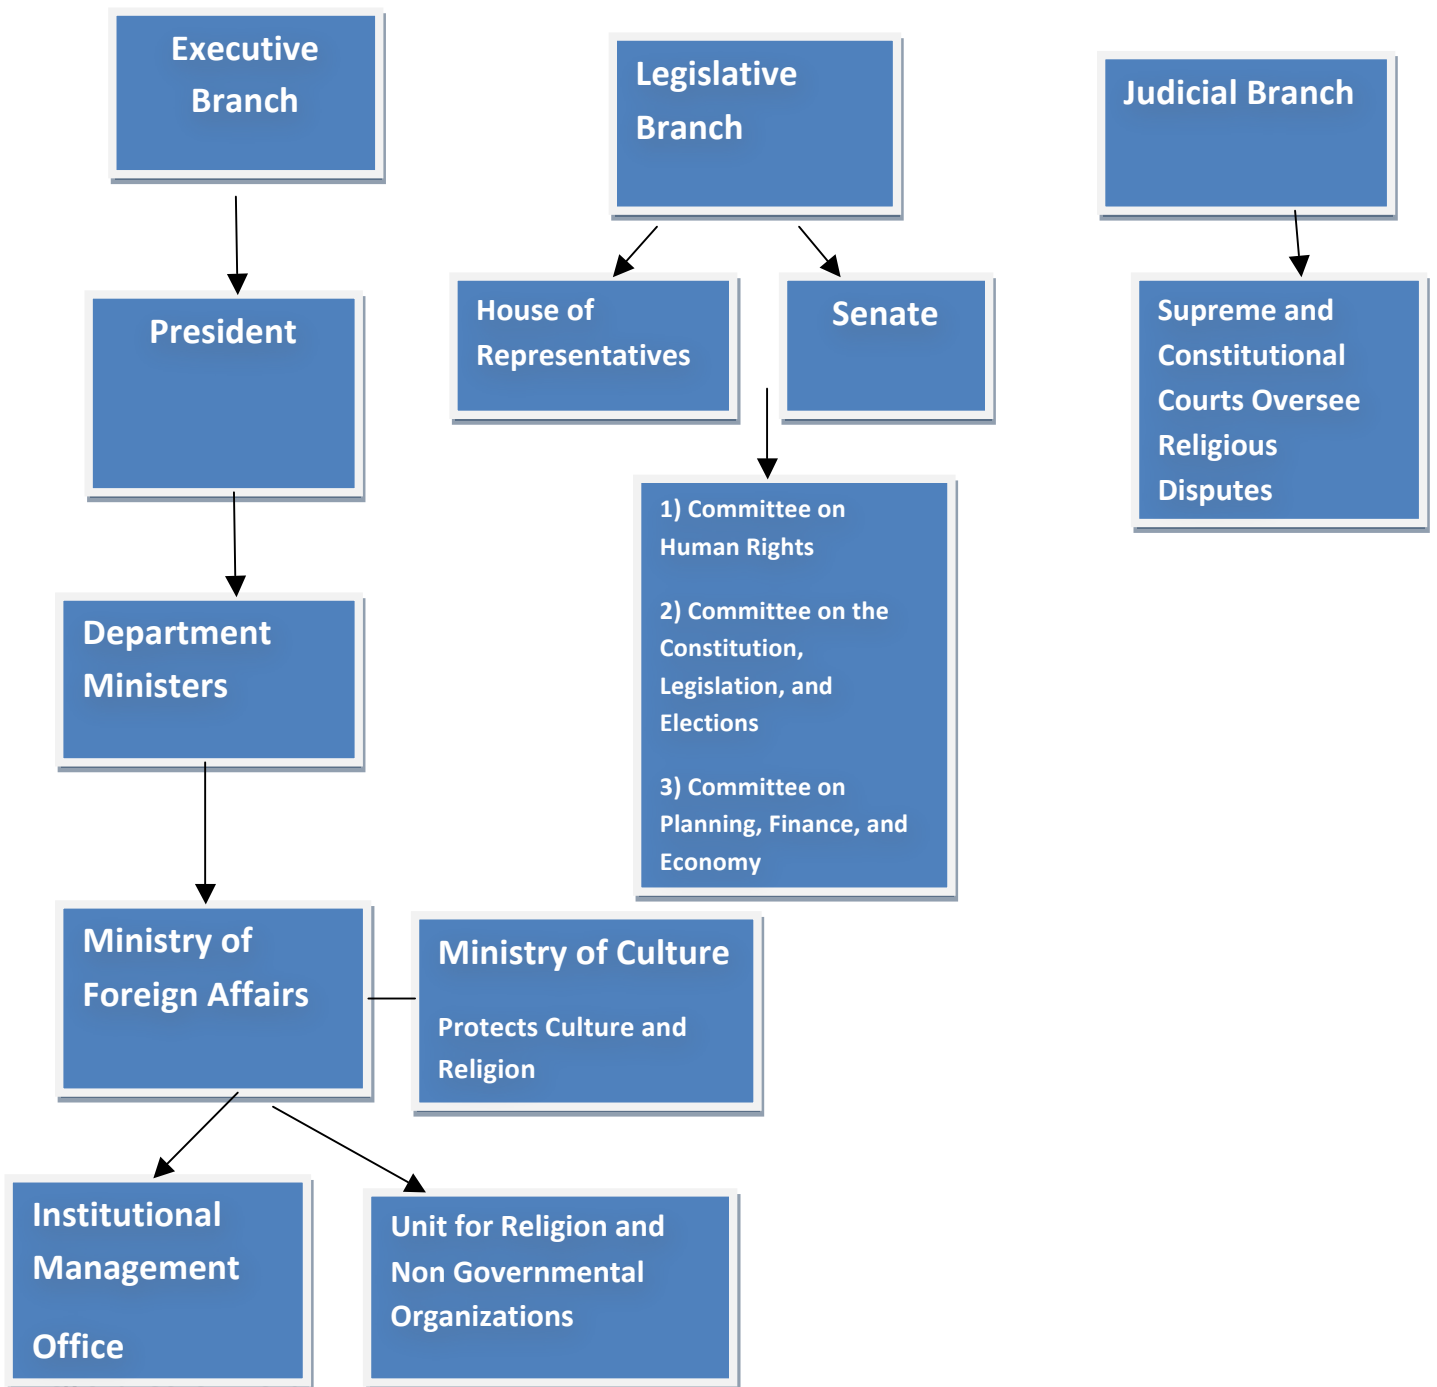 Executive
Branch
Legislative
Branch
Judicial Branch
President
House of
Representatives
Senate
Supreme and
Constitutional
Courts Oversee
Religious
Disputes
1) Committee on
Human Rights
2) Committee on the
Constitution,
Legislation, and
Elections
3) Committee on
Planning, Finance, and
Economy
Department
Ministers
Ministry of
Foreign Affairs
Ministry of Culture
Protects Culture and
Religion
Institutional
Management
Office
Unit for Religion and
Non Governmental
Organizations